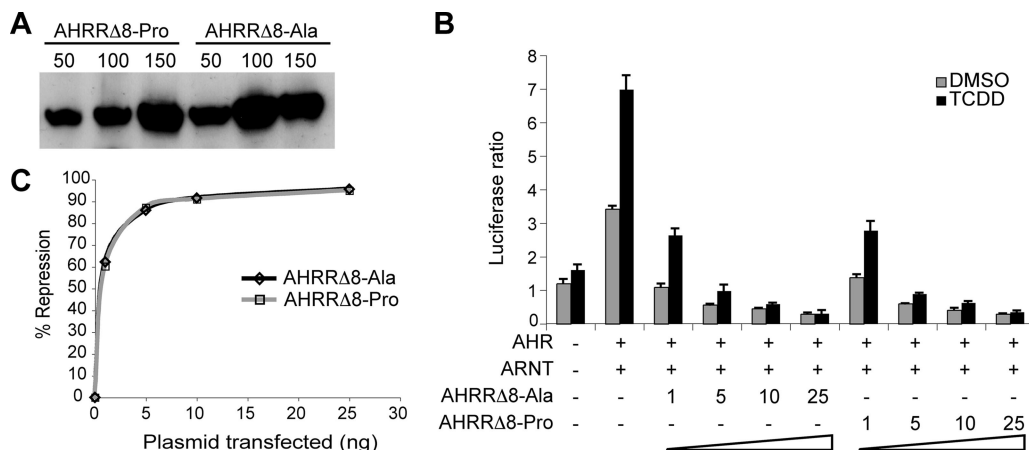 A
AHRRΔ8-Pro AHRRΔ8-Ala
50 100 150 50 100 150
B
8
7
6
5
4
3
2
1
0
Luciferase ratio
DMSO
TCDD
AHR - + + + + + + + + +
ARNT - + + + + + + + + +
AHRRΔ8-Ala - - 1 5 10 25 - - - -
AHRRΔ8-Pro - - - - - - 1 5 10 25
C
100
90
80
70
60
50
40
30
20
10
0
% Repression
AHRRΔ8-Ala
AHRRΔ8-Pro
0 5 10 15 20 25 30
Plasmid transfected (ng)